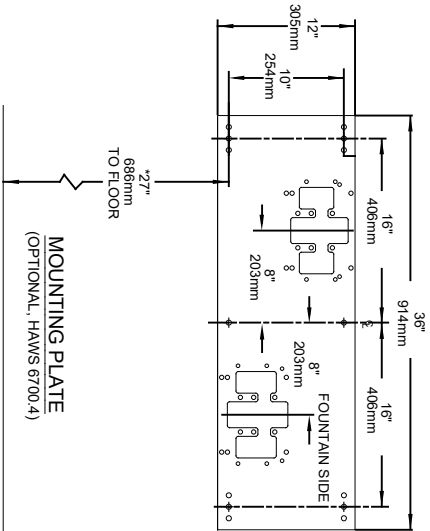 36"
914mm
16"
406mm
16"
406mm
12"
305mm
10"
254mm
8"
203mm
8"
203mm
FOUNTAIN SIDE
*27"
686mm
TO FLOOR
MOUNTING PLATE
(OPTIONAL, HAWS 6700.4)